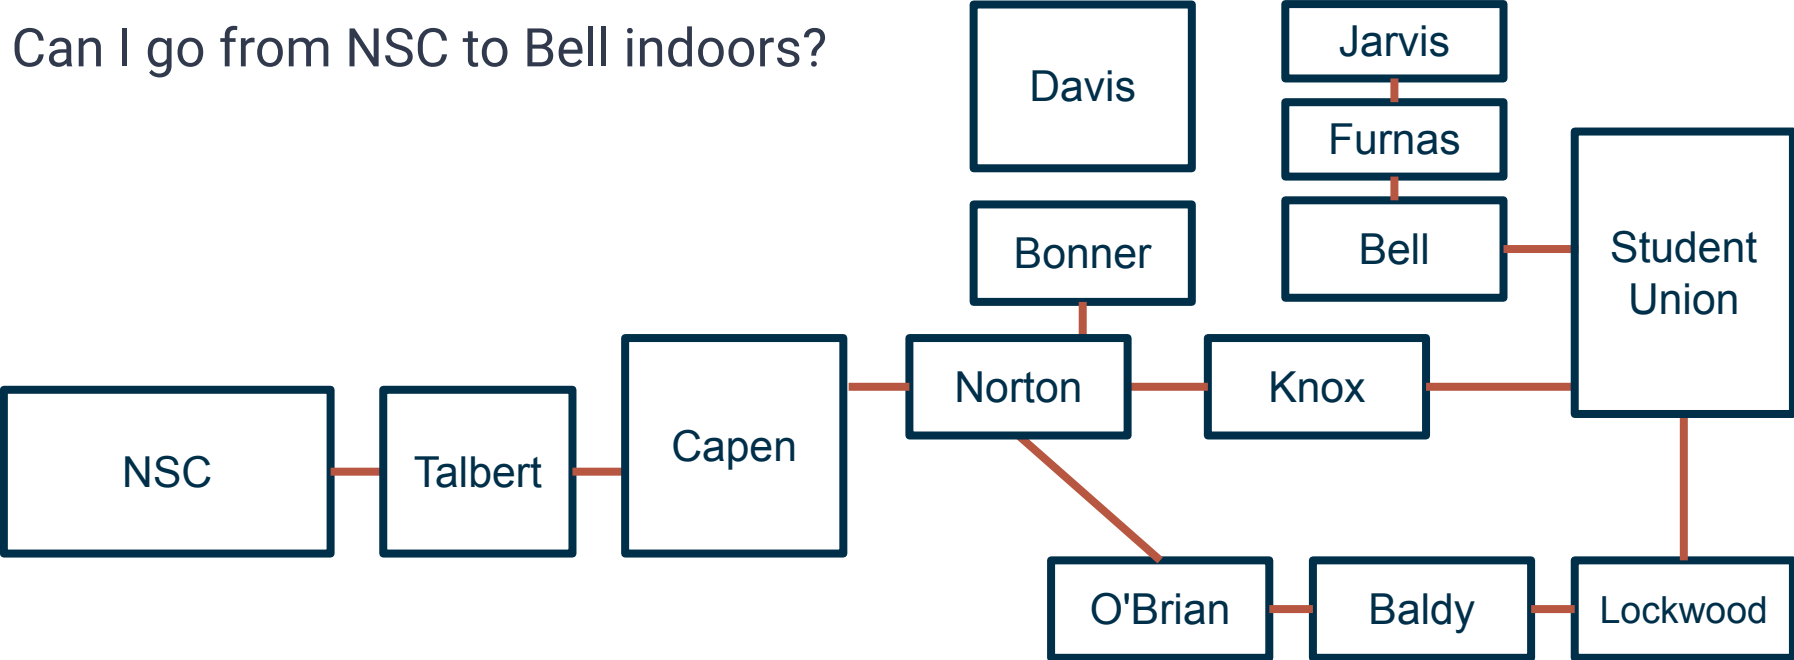 Can I go from NSC to Bell indoors?
Davis
Jarvis
Furnas
Bonner
Bell
Student
Union
NSC
Talbert
Capen
Norton
Knox
O'Brian
Baldy
Lockwood